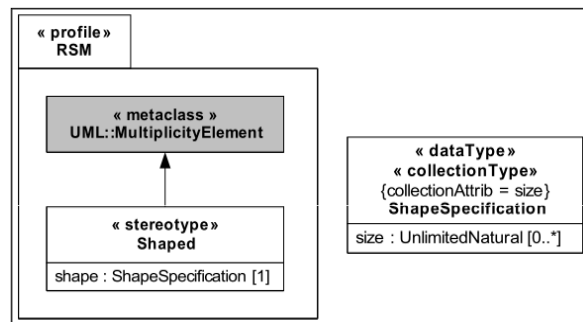 « profile »
RSM
« metaclass »
UML::MultiplicityElement
« stereotype »
Shaped
shape : ShapeSpecification [1]
« dataType»
« collectionType»
{collectionAttrib = size}
ShapeSpecification
size : UnlimitedNatural [0..*]